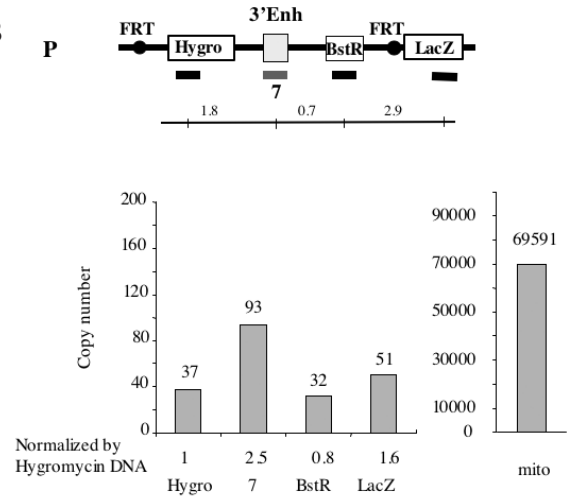 3'Enh
FRT FRT
P Hygro BstR LacZ
7
1.8 0.7 2.9
200
160
120
80
40
0
Copy number
37 93 32 51
90000
70000
50000
30000
10000
0
69591
Normalized by
Hygromycin DNA 1 2.5 0.8 1.6
Hygro 7 BstR LacZ
mito